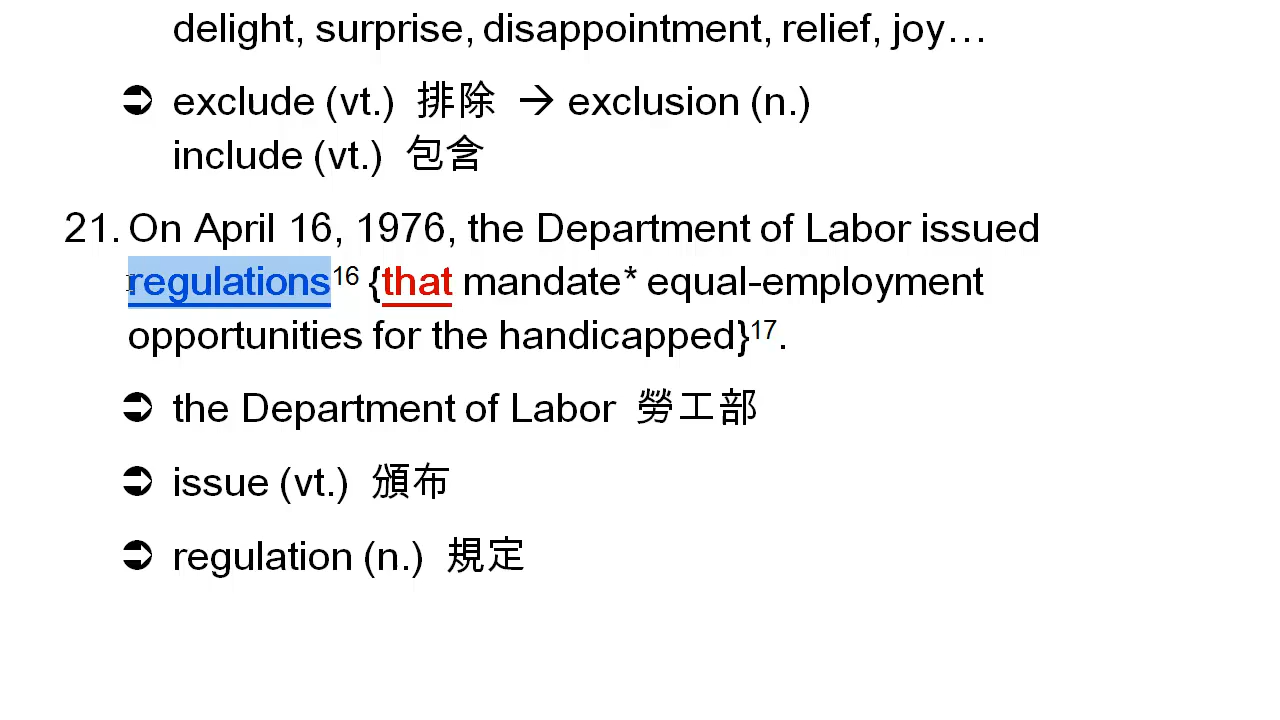 delight, surprise, disappointment, relief, joy…
➲ exclude (vt.) 排除 → exclusion (n.)
include (vt.) 包含
21. On April 16, 1976, the Department of Labor issued
regulations16 {that mandate* equal-employment
opportunities for the handicapped}17.
➲ the Department of Labor 勞工部
➲ issue (vt.) 頒布
➲ regulation (n.) 規定